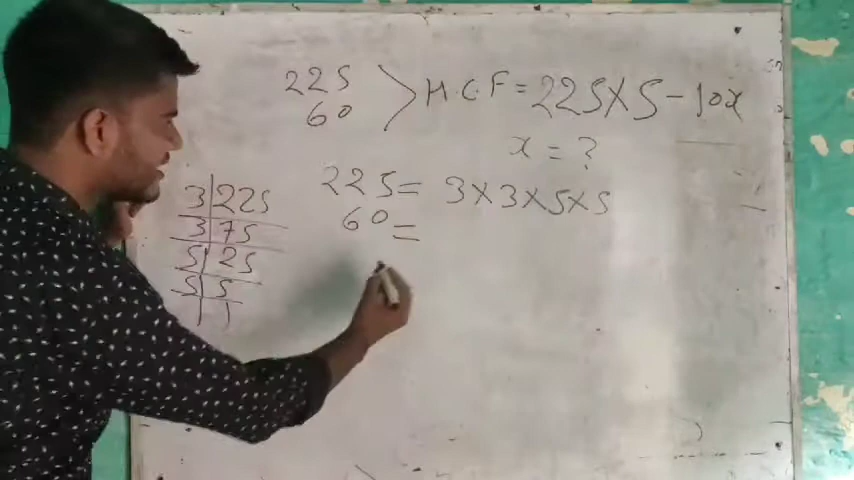 225
60 > H.C.F = 225×5-10x
x = ?
225 = 3×3×5×5
60 =
3|225
3|75
5|25
5|5
|1